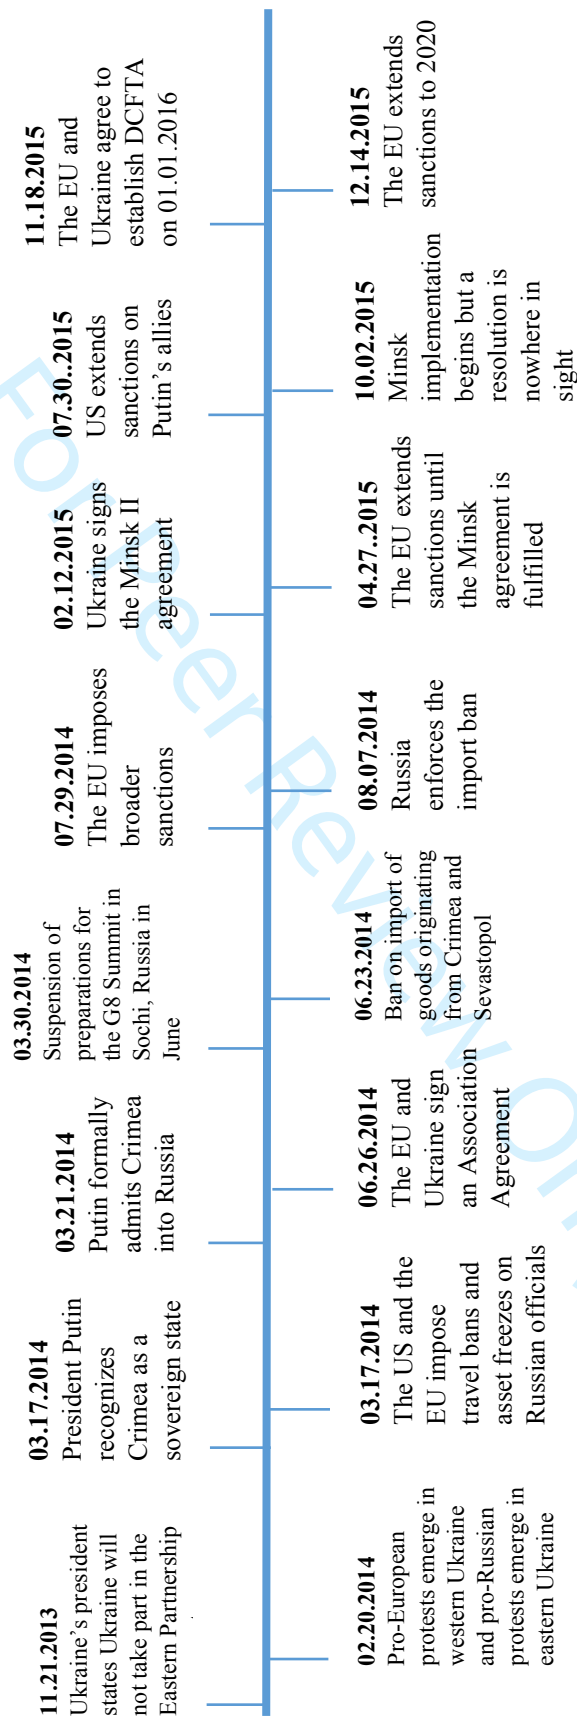 11.21.2013
Ukraine’s president
states Ukraine will
not take part in the
Eastern Partnership
.
02.20.2014
Pro-European
protests emerge in
western Ukraine
and pro-Russian
protests emerge in
eastern Ukraine
03.17.2014
President Putin
recognizes
Crimea as a
sovereign state
03.17.2014
The US and the
EU impose
travel bans and
asset freezes on
Russian officials
03.21.2014
Putin formally
admits Crimea
into Russia
06.26.2014
The EU and
Ukraine sign
an Association
Agreement
03.30.2014
Suspension of
preparations for
the G8 Summit in
Sochi, Russia in
June
06.23.2014
Ban on import of
goods originating
from Crimea and
Sevastopol
07.29.2014
The EU imposes
broader
sanctions
08.07.2014
Russia
enforces the
import ban
02.12.2015
Ukraine signs
the Minsk II
agreement
04.27..2015
The EU extends
sanctions until
the Minsk
agreement is
fulfilled
07.30..2015
US extends
sanctions on
Putin’s allies
10.02.2015
Minsk
implementation
begins but a
resolution is
nowhere in
sight
11.18.2015
The EU and
Ukraine agree to
establish DCFTA
on 01.01.2016
12.14.2015
The EU extends
sanctions to 2020
For Peer Review On